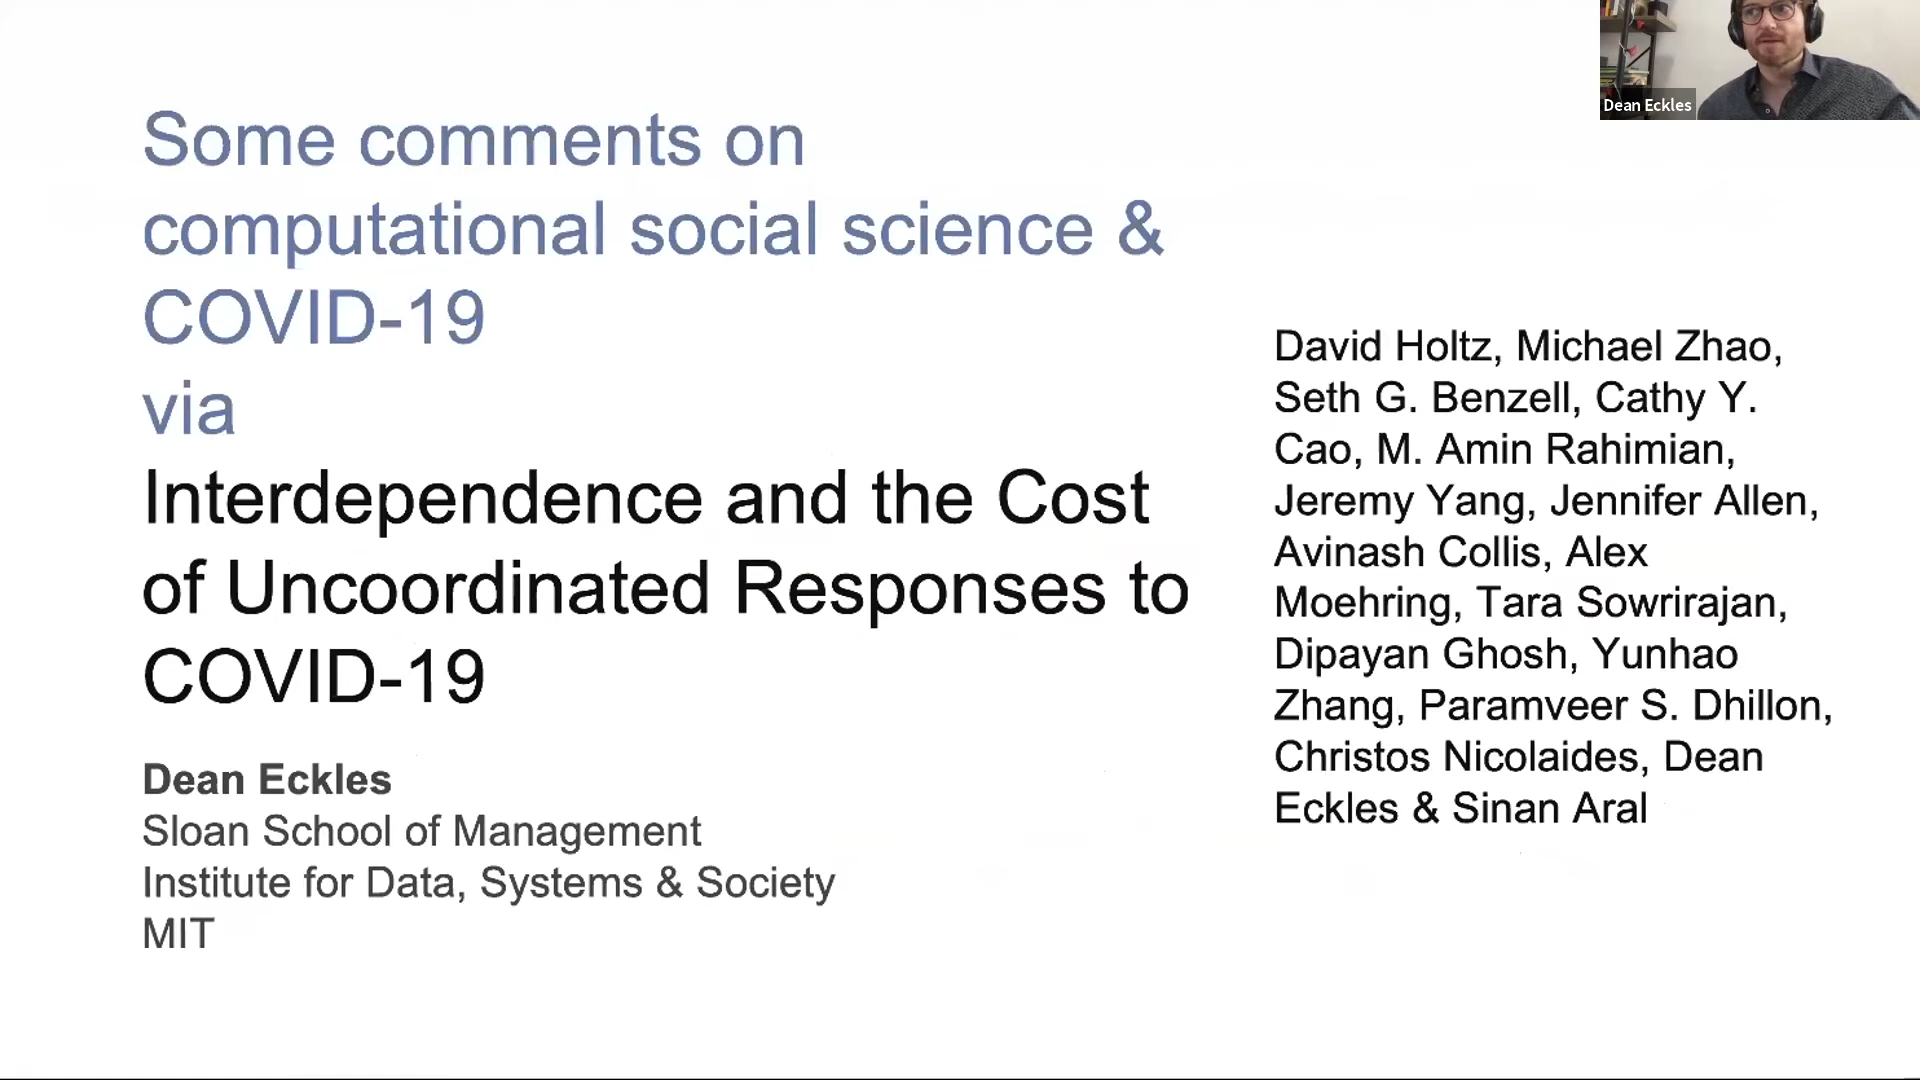 Some comments on
computational social science &
COVID-19
via
Interdependence and the Cost
of Uncoordinated Responses to
COVID-19
Dean Eckles
Sloan School of Management
Institute for Data, Systems & Society
MIT
David Holtz, Michael Zhao,
Seth G. Benzell, Cathy Y.
Cao, M. Amin Rahimian,
Jeremy Yang, Jennifer Allen,
Avinash Collis, Alex
Moehring, Tara Sowrirajan,
Dipayan Ghosh, Yunhao
Zhang, Paramveer S. Dhillon,
Christos Nicolaides, Dean
Eckles & Sinan Aral
Dean Eckles